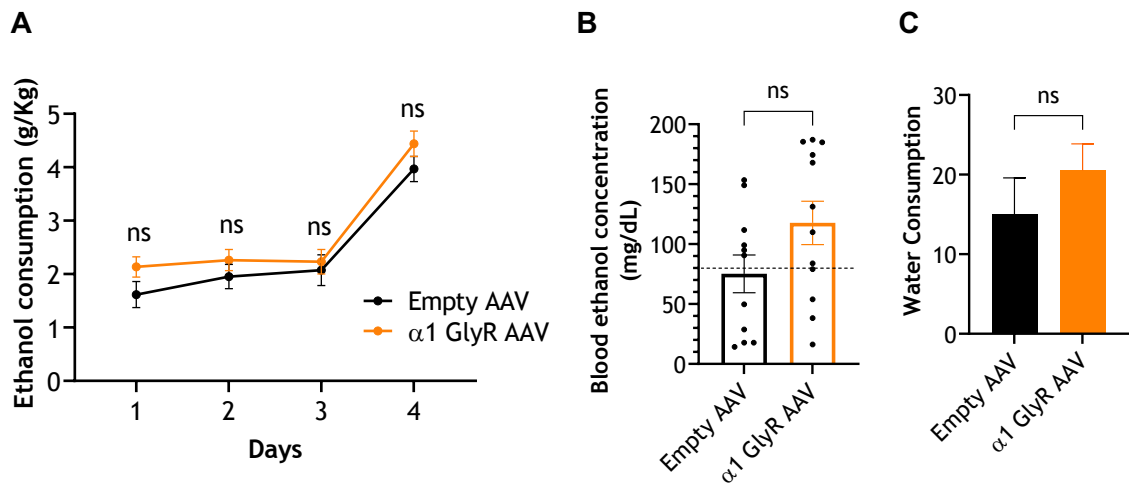 A
Ethanol consumption (g/Kg)
5
4
3
2
1
0
ns
ns
ns
ns
Empty AAV
α1 GlyR AAV
1 2 3 4
Days
B
Blood ethanol concentration
(mg/dL)
200
150
100
50
0
ns
Empty AAV
α1 GlyR AAV
C
Water Consumption
30
20
10
0
ns
Empty AAV
α1 GlyR AAV